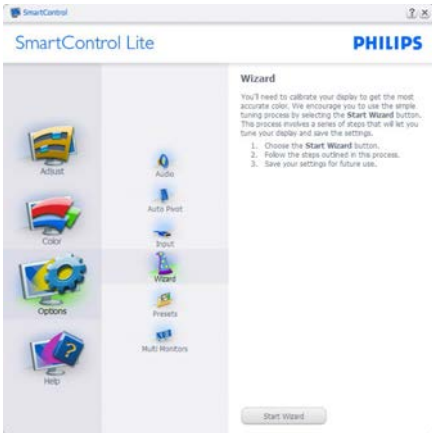 SmartControl
SmartControl Lite
PHILIPS
Adjust
Color
Options
Help
Audio
Auto Pivot
Input
Wizard
Presets
Multi Monitors
Wizard
You'll need to calibrate your display to get the most
accurate color. We encourage you to use the simple
tuning process by selecting the Start Wizard button.
This process involves a series of steps that will let you
tune your display and save the settings.
1. Choose the Start Wizard button.
2. Follow the steps outlined in this process.
3. Save your settings for future use.
Start Wizard